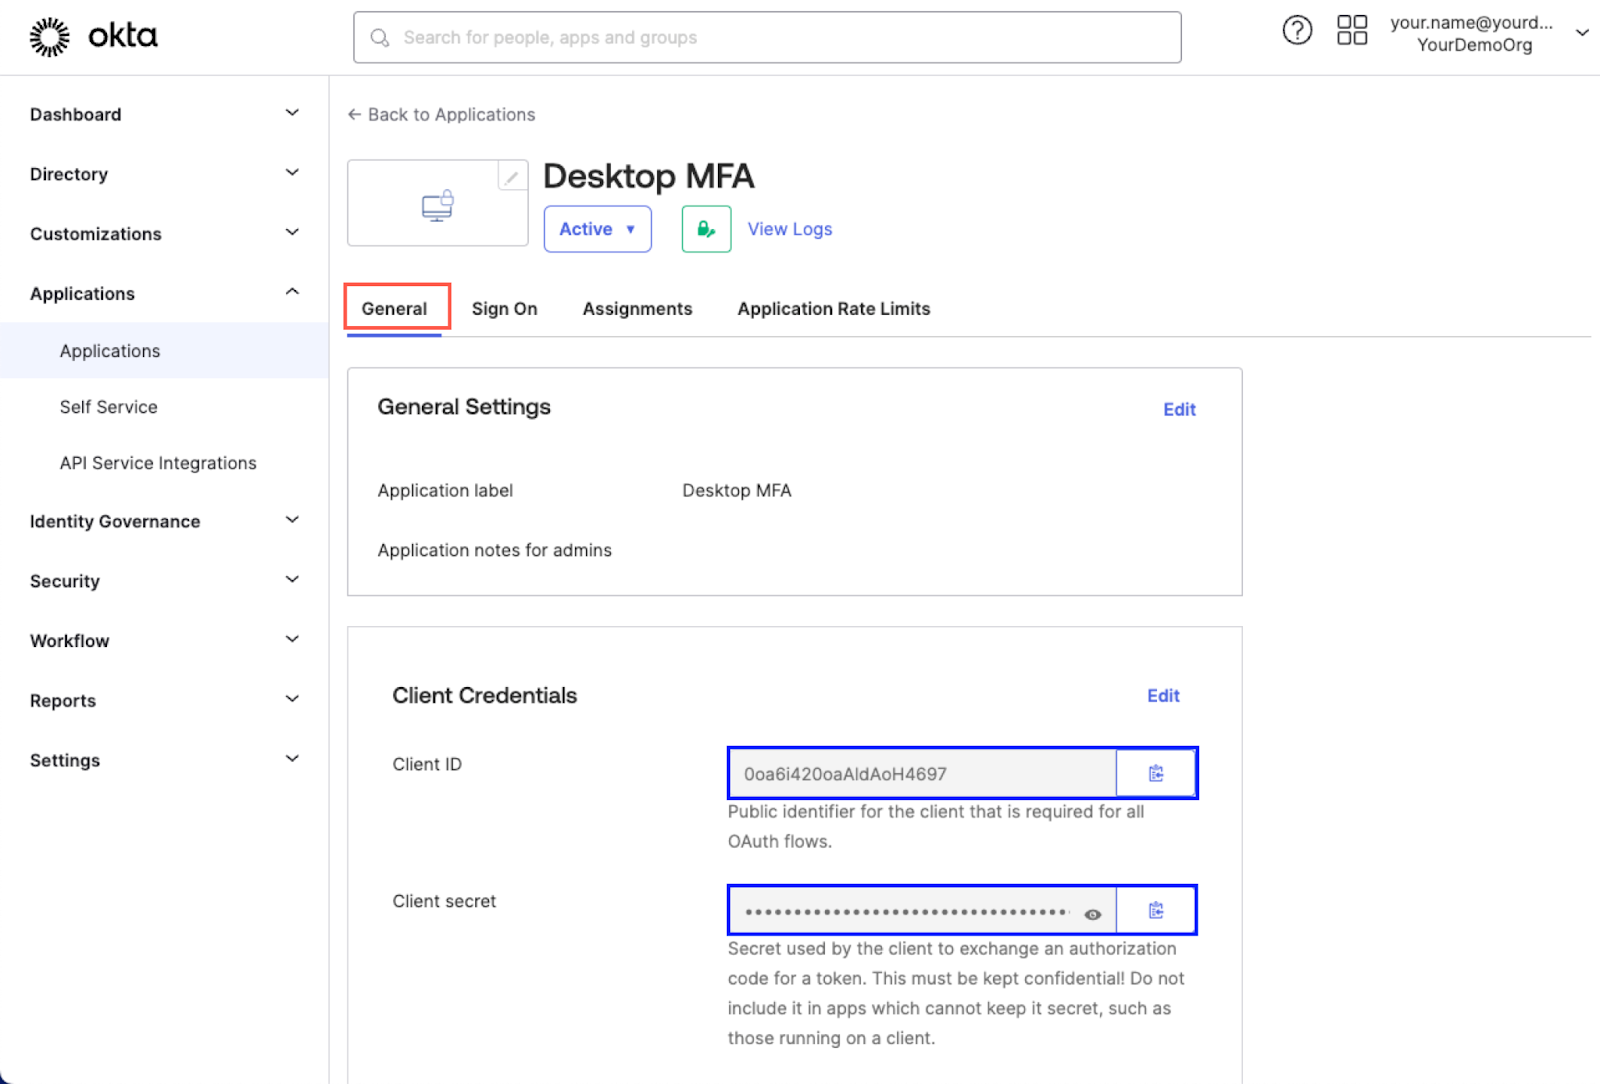 okta
Search for people, apps and groups
your.name@yourd...
YourDemoOrg
Dashboard
Directory
Customizations
Applications
Applications
Self Service
API Service Integrations
Identity Governance
Security
Workflow
Reports
Settings
← Back to Applications
Desktop MFA
Active ▼
View Logs
General Sign On Assignments Application Rate Limits
General Settings Edit
Application label Desktop MFA
Application notes for admins
Client Credentials Edit
Client ID 0oa6i420oaAldAoH4697
Public identifier for the client that is required for all
OAuth flows.
Client secret ••••••••••••••••••••••••••••••••••
Secret used by the client to exchange an authorization
code for a token. This must be kept confidential! Do not
include it in apps which cannot keep it secret, such as
those running on a client.